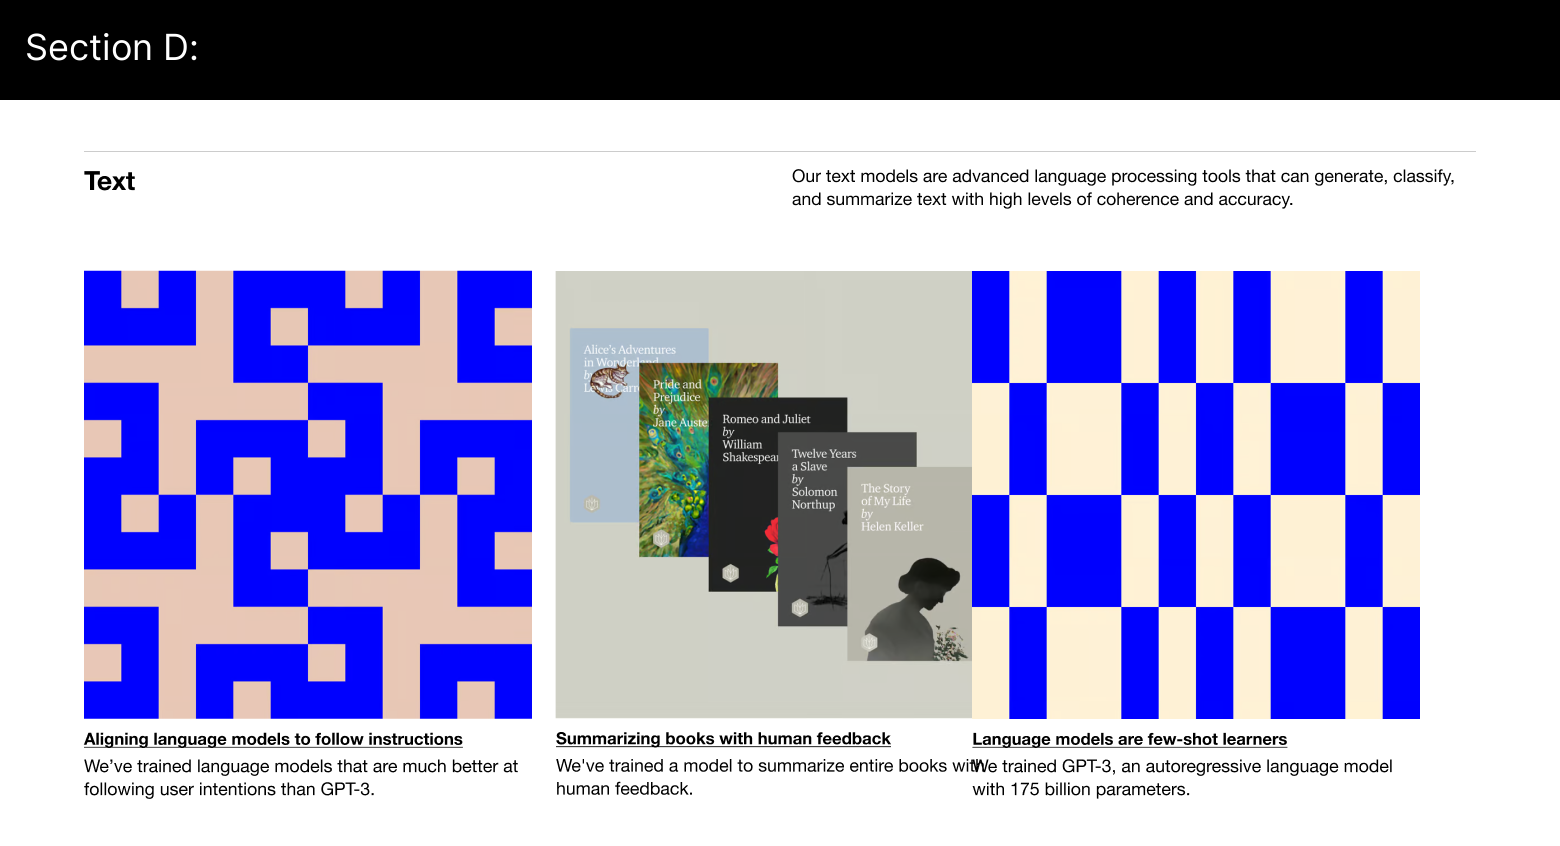 Section D:
Text
Our text models are advanced language processing tools that can generate, classify,
and summarize text with high levels of coherence and accuracy.
Alice's Adventures
in Wonderland
by
Lewis Carr
Pride and
Prejudice
by
Jane Auste
Romeo and Juliet
by
William
Shakespear
Twelve Years
a Slave
by
Solomon
Northup
The Story
of My Life
by
Helen Keller
Aligning language models to follow instructions
We've trained language models that are much better at
following user intentions than GPT-3.
Summarizing books with human feedback
We've trained a model to summarize entire books with
human feedback.
Language models are few-shot learners
We trained GPT-3, an autoregressive language model
with 175 billion parameters.